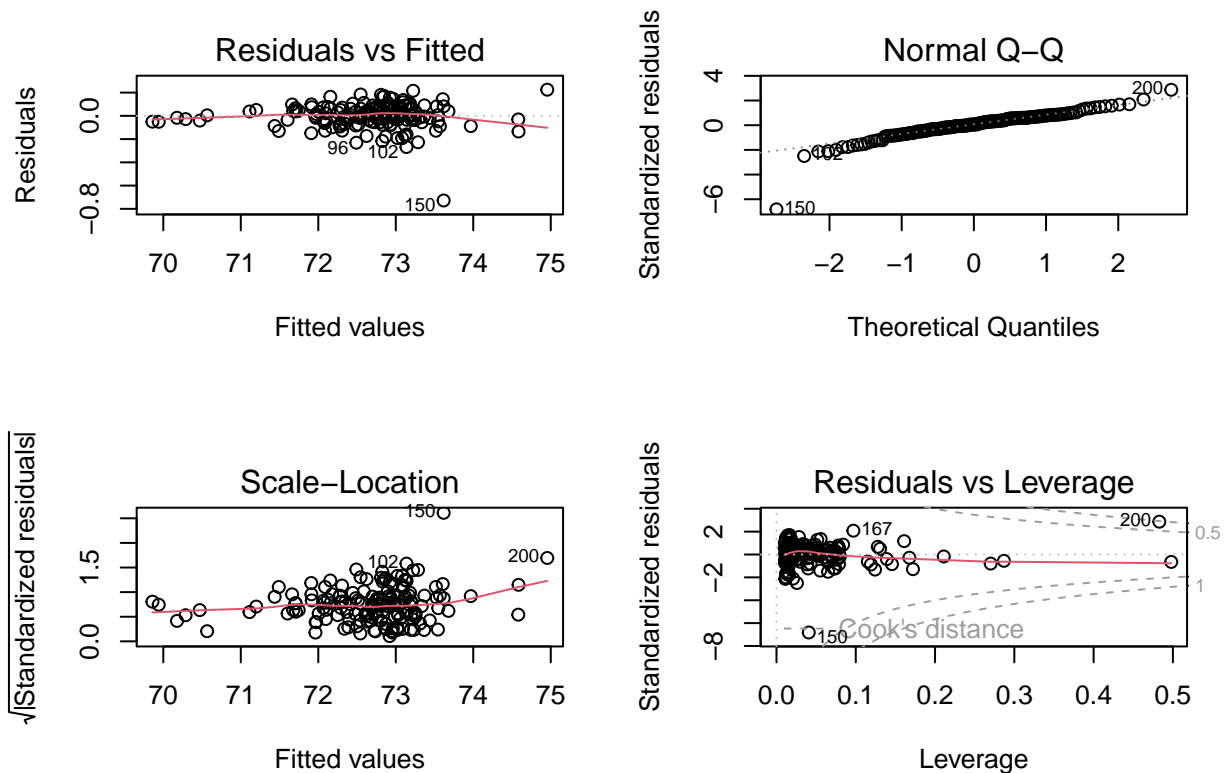 Residuals vs Fitted
Residuals
0.0
−0.8
96
102
150
70 71 72 73 74 75
Fitted values
Normal Q−Q
Standardized residuals
4
0
−6
200
102
150
−2 −1 0 1 2
Theoretical Quantiles
Scale−Location
√|Standardized residuals|
1.5
0.0
150
102
200
70 71 72 73 74 75
Fitted values
Residuals vs Leverage
Standardized residuals
2
−2
−8
167
200
0.5
1
150
Cook's distance
0.0 0.1 0.2 0.3 0.4 0.5
Leverage